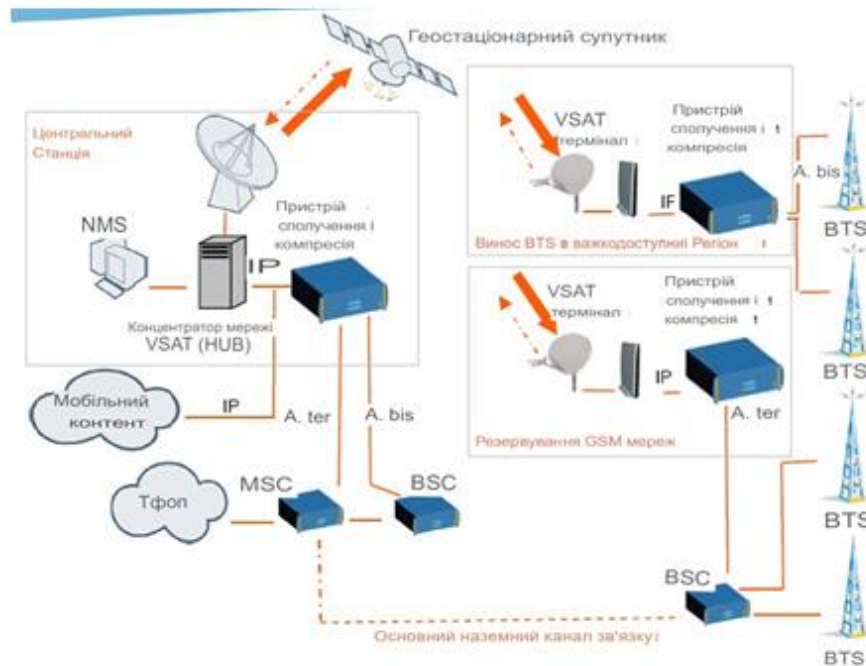 Геостаціонарний супутник
Центральний
Станція
NMS
Пристрій
сполучення і
компресія
IP
Концентратор мережі
VSAT (HUB)
Мобільний
контент
IP
A. ter
A. bis
Тфоп
MSC
BSC
VSAT
термінал
Пристрій
сполучення і
компресія
IF
A. bis
Винос BTS в важкодоступниі Регіон
BTS
BTS
VSAT
термінал
Пристрій
сполучення і
компресія
IP
A. ter
Резервування GSM мереж
BTS
BSC
BTS
Основний наземний канал зв'язку